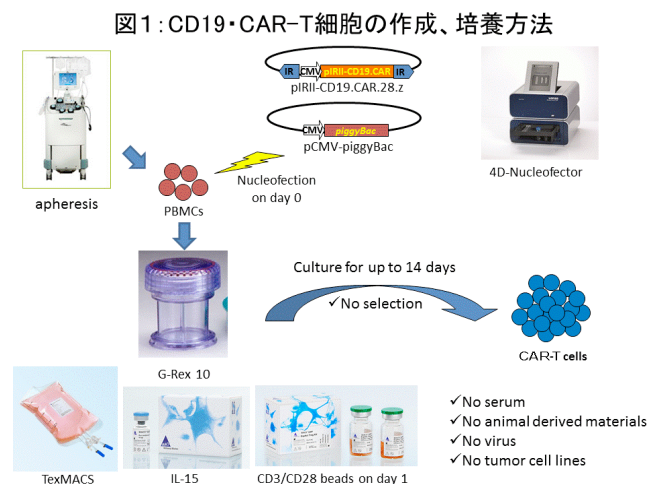 図1:CD19・CAR-T細胞の作成、培養方法
IR CMV pIRII-CD19.CAR IR
pIRII-CD19.CAR.28.z
CMV piggyBac
pCMV-piggyBac
4D-Nucleofector
apheresis
PBMCs
Nucleofection
on day 0
Culture for up to 14 days
✓No selection
G-Rex 10
CAR-T cells
TexMACS
IL-15
CD3/CD28 beads on day 1
✓No serum
✓No animal derived materials
✓No virus
✓No tumor cell lines